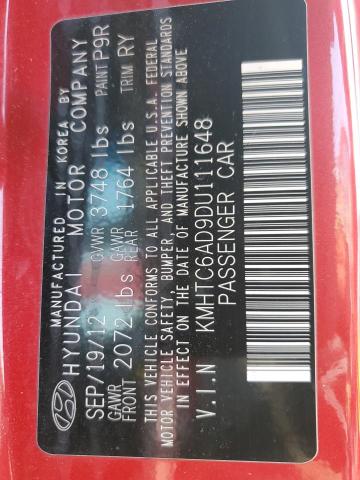 MANUFACTURED IN KOREA BY
HYUNDAI MOTOR COMPANY
SEP/19/12 GVWR 3748 lbs PAINT P9R
GAWR FRONT 2072 lbs GAWR REAR 1764 lbs TRIM RY
THIS VEHICLE CONFORMS TO ALL APPLICABLE U.S.A. FEDERAL
MOTOR VEHICLE SAFETY, BUMPER, AND THEFT PREVENTION STANDARDS
IN EFFECT ON THE DATE OF MANUFACTURE SHOWN ABOVE
V.I.N KMHTC6AD9DU111648
PASSENGER CAR